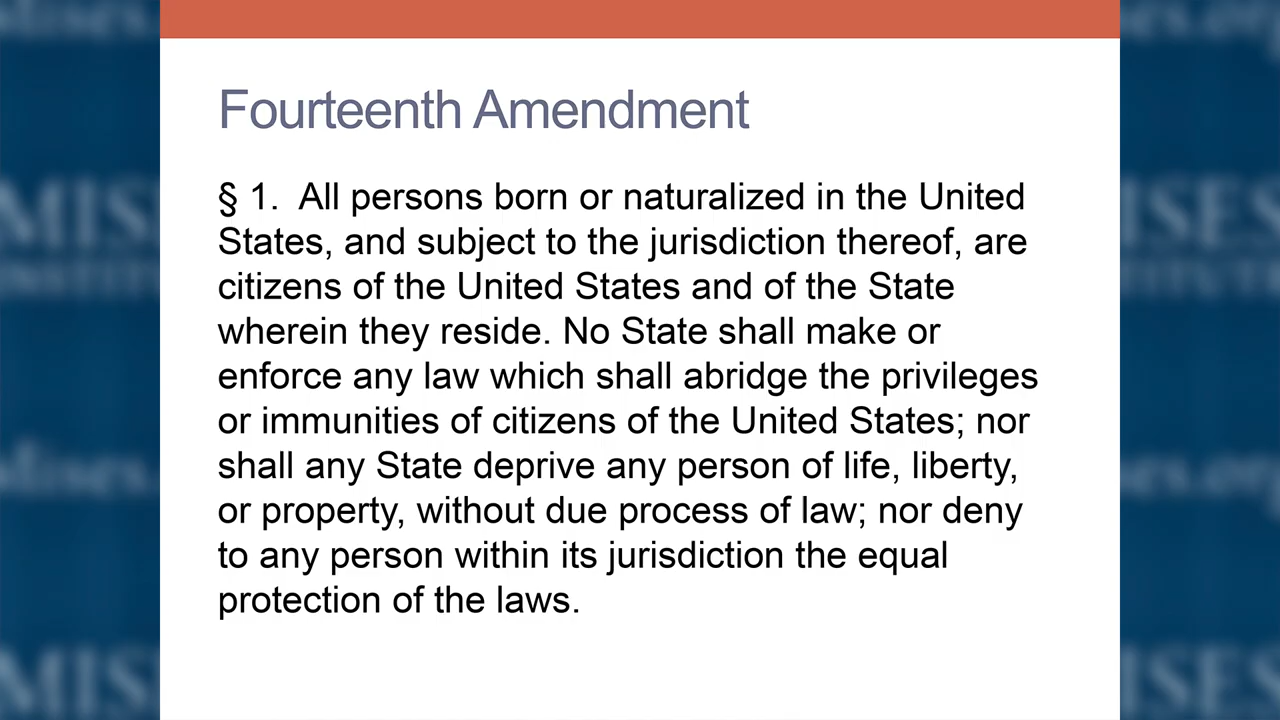 Fourteenth Amendment
§ 1. All persons born or naturalized in the United
States, and subject to the jurisdiction thereof, are
citizens of the United States and of the State
wherein they reside. No State shall make or
enforce any law which shall abridge the privileges
or immunities of citizens of the United States; nor
shall any State deprive any person of life, liberty,
or property, without due process of law; nor deny
to any person within its jurisdiction the equal
protection of the laws.